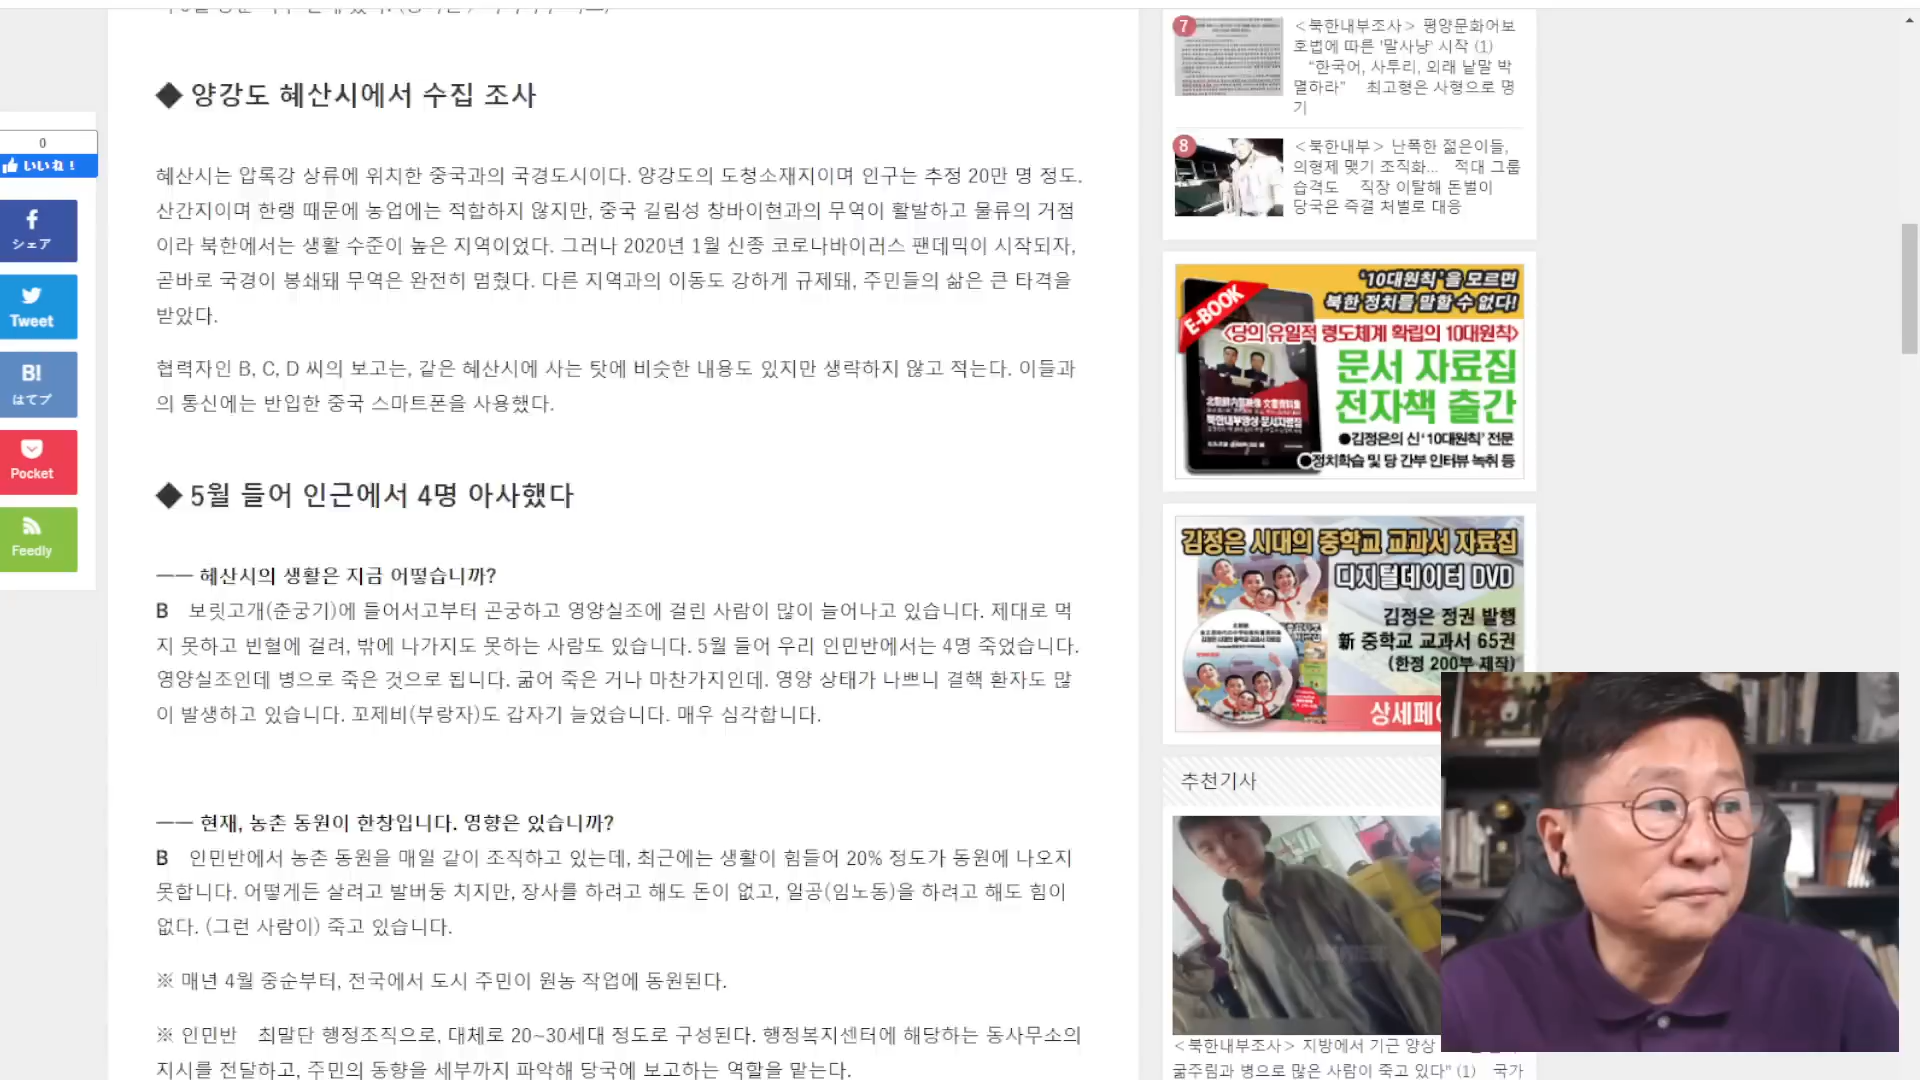 ◆ 양강도 혜산시에서 수집 조사
혜산시는 압록강 상류에 위치한 중국과의 국경도시이다. 양강도의 도청소재지이며 인구는 추정 20만 명 정도.
산간지이며 한랭 때문에 농업에는 적합하지 않지만, 중국 길림성 창바이현과의 무역이 활발하고 물류의 거점
이라 북한에서는 생활 수준이 높은 지역이었다. 그러나 2020년 1월 신종 코로나바이러스 팬데믹이 시작되자,
곧바로 국경이 봉쇄돼 무역은 완전히 멈췄다. 다른 지역과의 이동도 강하게 규제돼, 주민들의 삶은 큰 타격을
받았다.
협력자인 B, C, D 씨의 보고는, 같은 혜산시에 사는 탓에 비슷한 내용도 있지만 생략하지 않고 적는다. 이들과
의 통신에는 반입한 중국 스마트폰을 사용했다.
◆ 5월 들어 인근에서 4명 아사했다
―― 혜산시의 생활은 지금 어떻습니까?
B 보릿고개(춘궁기)에 들어서고부터 곤궁하고 영양실조에 걸린 사람이 많이 늘어나고 있습니다. 제대로 먹
지 못하고 빈혈에 걸려, 밖에 나가지도 못하는 사람도 있습니다. 5월 들어 우리 인민반에서는 4명 죽었습니다.
영양실조인데 병으로 죽은 것으로 됩니다. 굶어 죽은 거나 마찬가지인데. 영양 상태가 나쁘니 결핵 환자도 많
이 발생하고 있습니다. 꼬제비(부랑자)도 갑자기 늘었습니다. 매우 심각합니다.
―― 현재, 농촌 동원이 한창입니다. 영향은 있습니까?
B 인민반에서 농촌 동원을 매일 같이 조직하고 있는데, 최근에는 생활이 힘들어 20% 정도가 동원에 나오지
못합니다. 어떻게든 살려고 발버둥 치지만, 장사를 하려고 해도 돈이 없고, 일공(임노동)을 하려고 해도 힘이
없다. (그런 사람이) 죽고 있습니다.
※ 매년 4월 중순부터, 전국에서 도시 주민이 원농 작업에 동원된다.
※ 인민반 최말단 행정조직으로, 대체로 20~30세대 정도로 구성된다. 행정복지센터에 해당하는 동사무소의
지시를 전달하고, 주민의 동향을 세부까지 파악해 당국에 보고하는 역할을 맡는다.
0
いいね!
シェア
Tweet
B!
はてブ
Pocket
Feedly
7
<북한내부조사> 평양문화어보
호법에 따른 '말사냥' 시작 (1)
“한국어, 사투리, 외래 낱말 박
멸하라” 최고형은 사형으로 명
기
8
<북한내부> 난폭한 젊은이들,
의형제 맺기 조직화… 적대 그룹
습격도 직장 이탈해 돈벌이
당국은 즉결 처벌로 대응
'10대원칙'을 모르면
북한 정치를 말할 수 없다!
E-BOOK
<당의 유일적 령도체계 확립의 10대원칙>
문서 자료집
전자책 출간
●김정은의 신'10대원칙' 전문
●정치학습 및 당 간부 인터뷰 녹취 등
김정은 시대의 중학교 교과서 자료집
디지털데이터 DVD
김정은 정권 발행
新 중학교 교과서 65권
(한정 200부 제작)
상세페
추천기사
<북한내부조사> 지방에서 기근 양상
굶주림과 병으로 많은 사람이 죽고 있다" (1) 국가